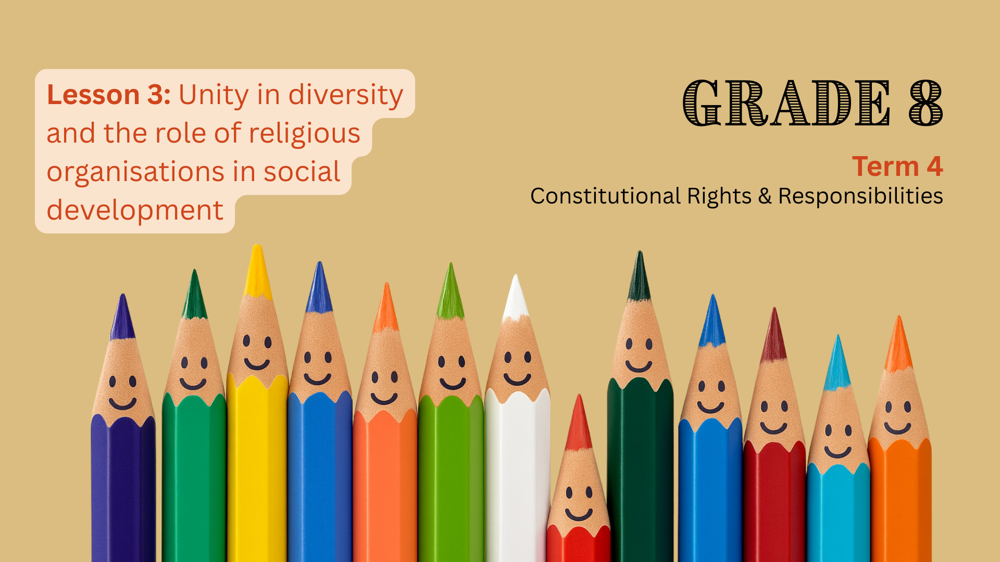 Lesson 3: Unity in diversity
and the role of religious
organisations in social
development
GRADE 8
Term 4
Constitutional Rights & Responsibilities